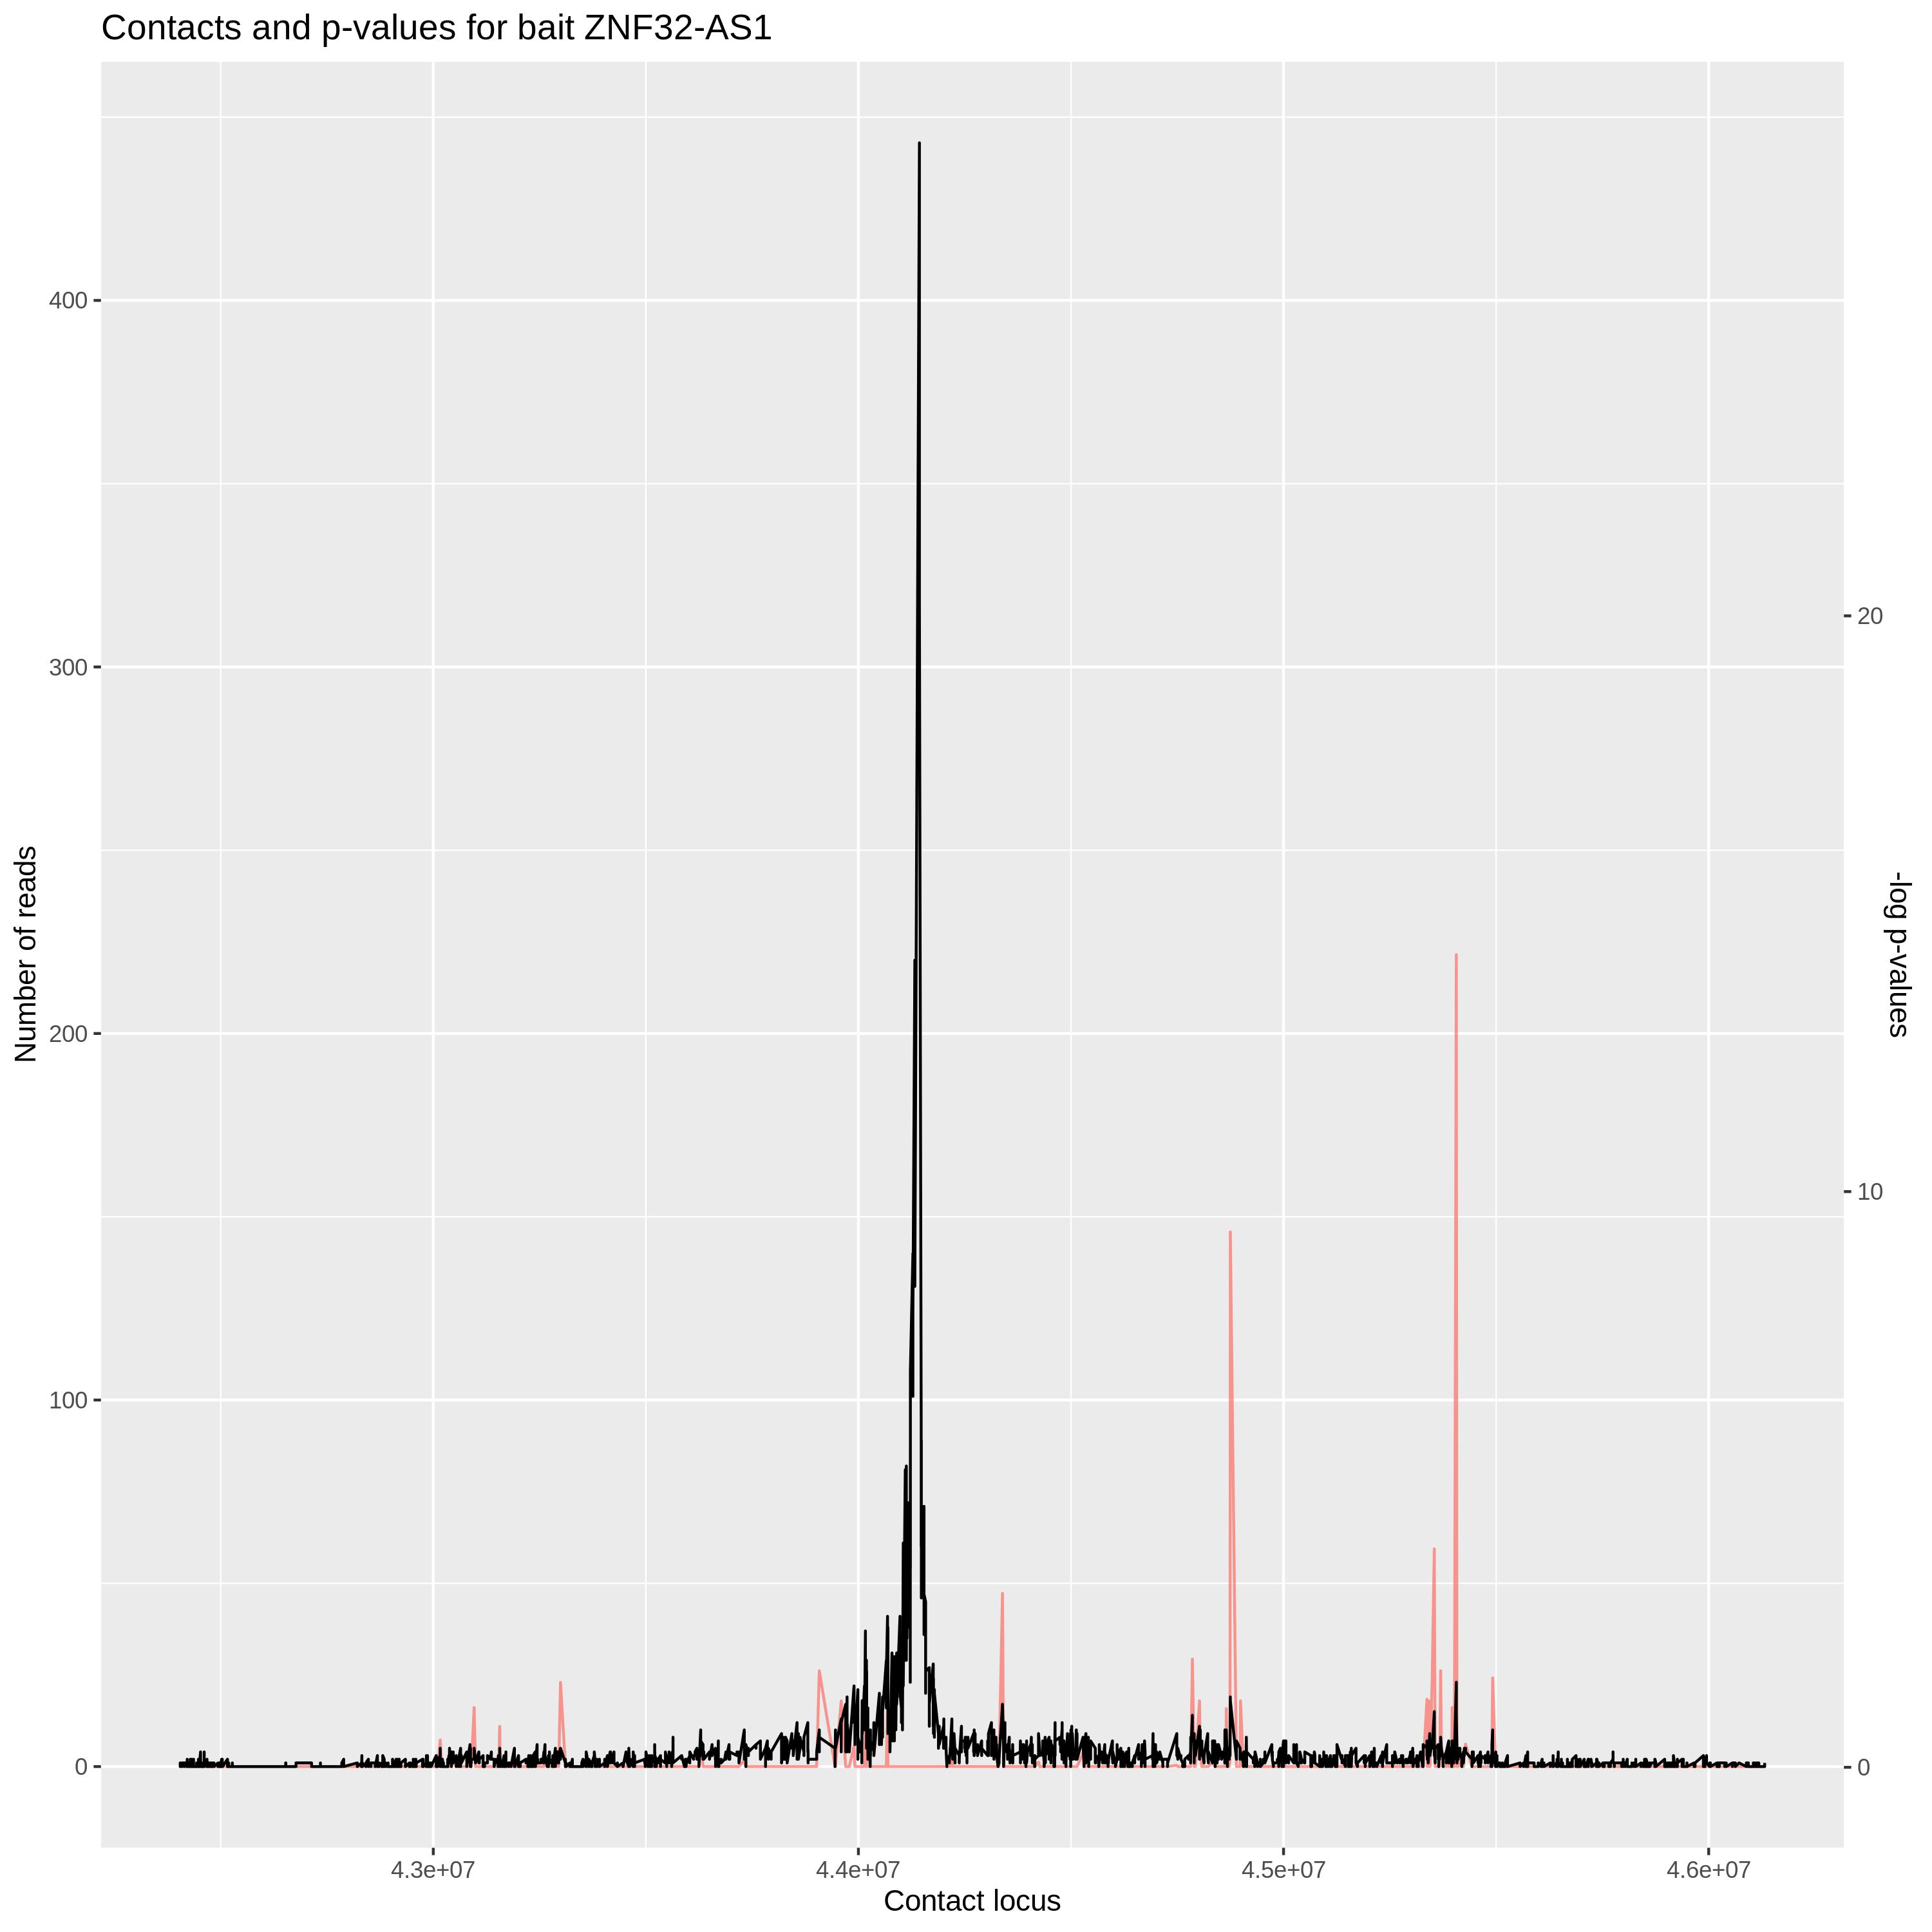 Contacts and p-values for bait ZNF32-AS1
Number of reads
400
300
200
100
0
20
10
0
-log p-values
4.3e+07
4.4e+07
4.5e+07
4.6e+07
Contact locus